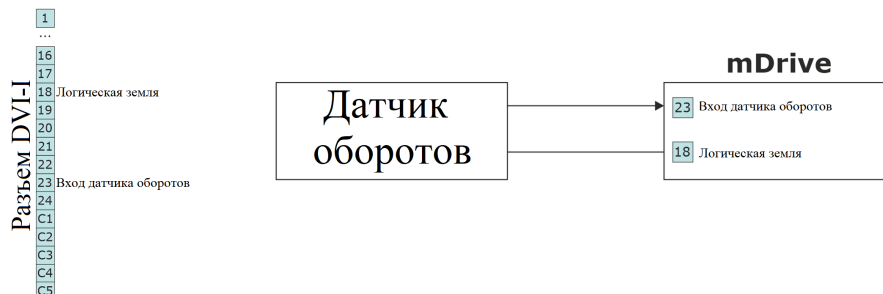 1
...
16
17
18 Логическая земля
19
20
21
22
23 Вход датчика оборотов
24
C1
C2
C3
C4
C5
Разъем DVI-I
Датчик
оборотов
mDrive
23 Вход датчика оборотов
18 Логическая земля